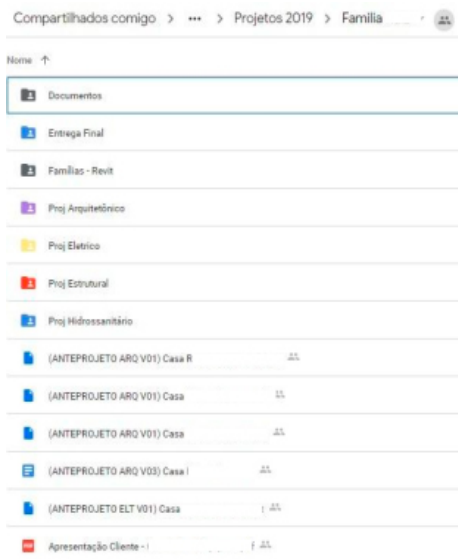 Compartilhados comigo > ... > Projetos 2019 > Familia
Nome ↑
Documentos
Entrega Final
Famílias - Revit
Proj Arquitetônico
Proj Eletrico
Proj Estrutural
Proj Hidrossanitário
(ANTEPROJETO ARQ V01) Casa R
(ANTEPROJETO ARQ V01) Casa
(ANTEPROJETO ARQ V01) Casa
(ANTEPROJETO ARQ V03) Casa
(ANTEPROJETO ELT V01) Casa
Apresentação Cliente -